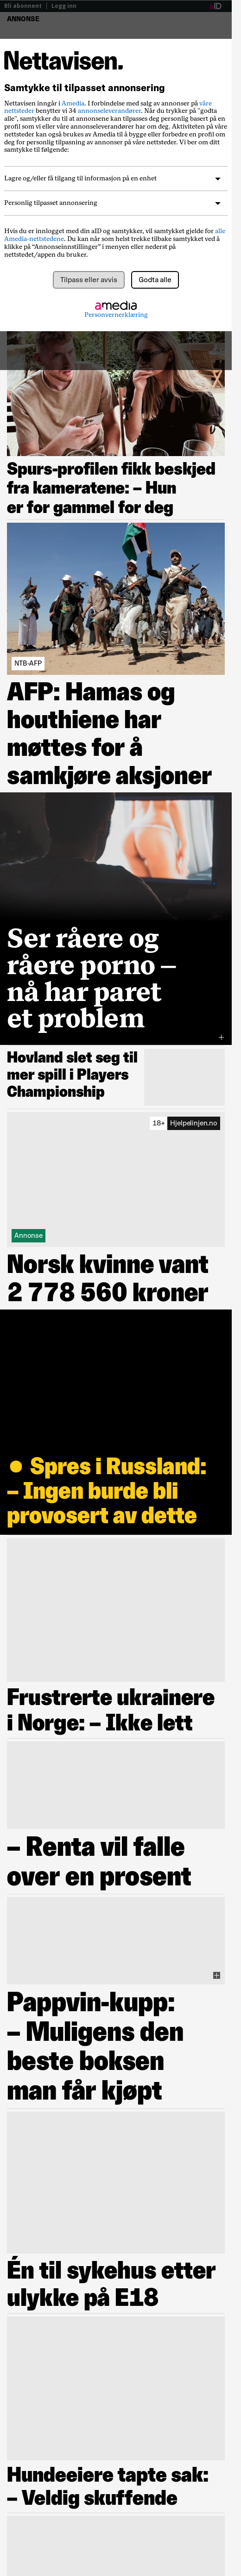 Bli abonnent | Logg inn
ANNONSE
Nettavisen.
Samtykke til tilpasset annonsering
Nettavisen inngår i Amedia. I forbindelse med salg av annonser på våre
nettsteder benytter vi 34 annonseleverandører. Når du trykker på "godta
alle", samtykker du til at annonser kan tilpasses deg personlig basert på en
profil som vi eller våre annonseleverandører har om deg. Aktiviteten på våre
nettsteder kan også brukes av Amedia til å bygge eller forbedre en profil om
deg for personlig tilpasning av annonser på våre nettsteder. Vi ber om ditt
samtykke til følgende:
Lagre og/eller få tilgang til informasjon på en enhet
Personlig tilpasset annonsering
Hvis du er innlogget med din aID og samtykker, vil samtykket gjelde for alle
Amedia-nettstedene. Du kan når som helst trekke tilbake samtykket ved å
klikke på “Annonseinnstillinger” i menyen eller nederst på
nettstedet/appen du bruker.
Tilpass eller avvis
Godta alle
amedia
Personvernerklæring
Spurs-profilen fikk beskjed
fra kameratene: – Hun
er for gammel for deg
NTB-AFP
AFP: Hamas og
houthiene har
møttes for å
samkjøre aksjoner
Ser råere og
råere porno –
nå har paret
et problem
Hovland slet seg til
mer spill i Players
Championship
18+ Hjelpelinjen.no
Annonse
Norsk kvinne vant
2 778 560 kroner
● Spres i Russland:
– Ingen burde bli
provosert av dette
Frustrerte ukrainere
i Norge: – Ikke lett
– Renta vil falle
over en prosent
Pappvin-kupp:
– Muligens den
beste boksen
man får kjøpt
Én til sykehus etter
ulykke på E18
Hundeeiere tapte sak:
– Veldig skuffende